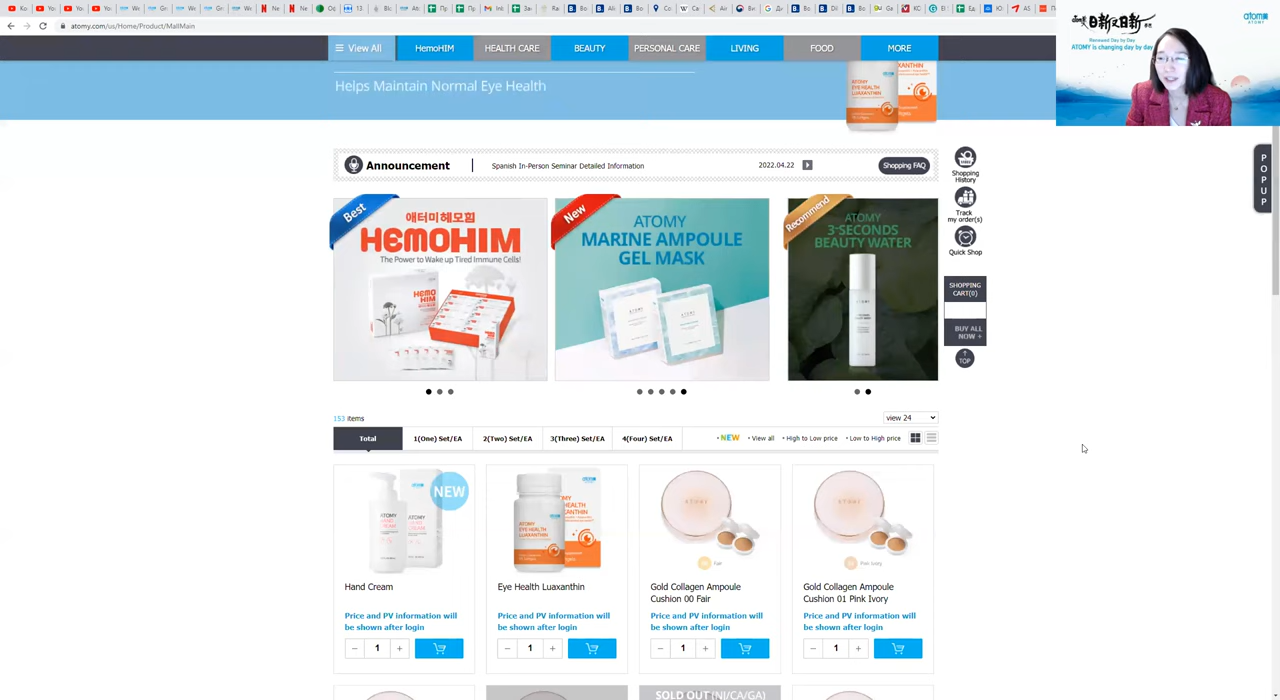 atomy.com/us/Home/Product/MallMain
View All
HemoHIM
HEALTH CARE
BEAUTY
PERSONAL CARE
LIVING
FOOD
MORE
日新又日新
Renewed Day by Day
ATOMY is changing day by day
ATOMY
Helps Maintain Normal Eye Health
Announcement
Spanish In-Person Seminar Detailed Information
2022.04.22
Shopping FAQ
Shopping
History
Track
my order(s)
Quick Shop
SHOPPING
CART(0)
BUY ALL
NOW +
TOP
POPUP
Best
애터미 헤모힘
HEMOHIM
The Power to Wake up Tired Immune Cells!
New
ATOMY
MARINE AMPOULE
GEL MASK
Recommend
ATOMY
3-SECONDS
BEAUTY WATER
153 items
view 24
Total
1(One) Set/EA
2(Two) Set/EA
3(Three) Set/EA
4(Four) Set/EA
NEW
View all
High to Low price
Low to High price
NEW
ATOMY
HAND
CREAM
Hand Cream
Price and PV information will
be shown after login
1
ATOMY
EYE HEALTH
LUAXANTHIN
Eye Health Luaxanthin
Price and PV information will
be shown after login
1
Fair
Gold Collagen Ampoule
Cushion 00 Fair
Price and PV information will
be shown after login
1
Pink Ivory
Gold Collagen Ampoule
Cushion 01 Pink Ivory
Price and PV information will
be shown after login
1
SOLD OUT (NJ/CA/GA)